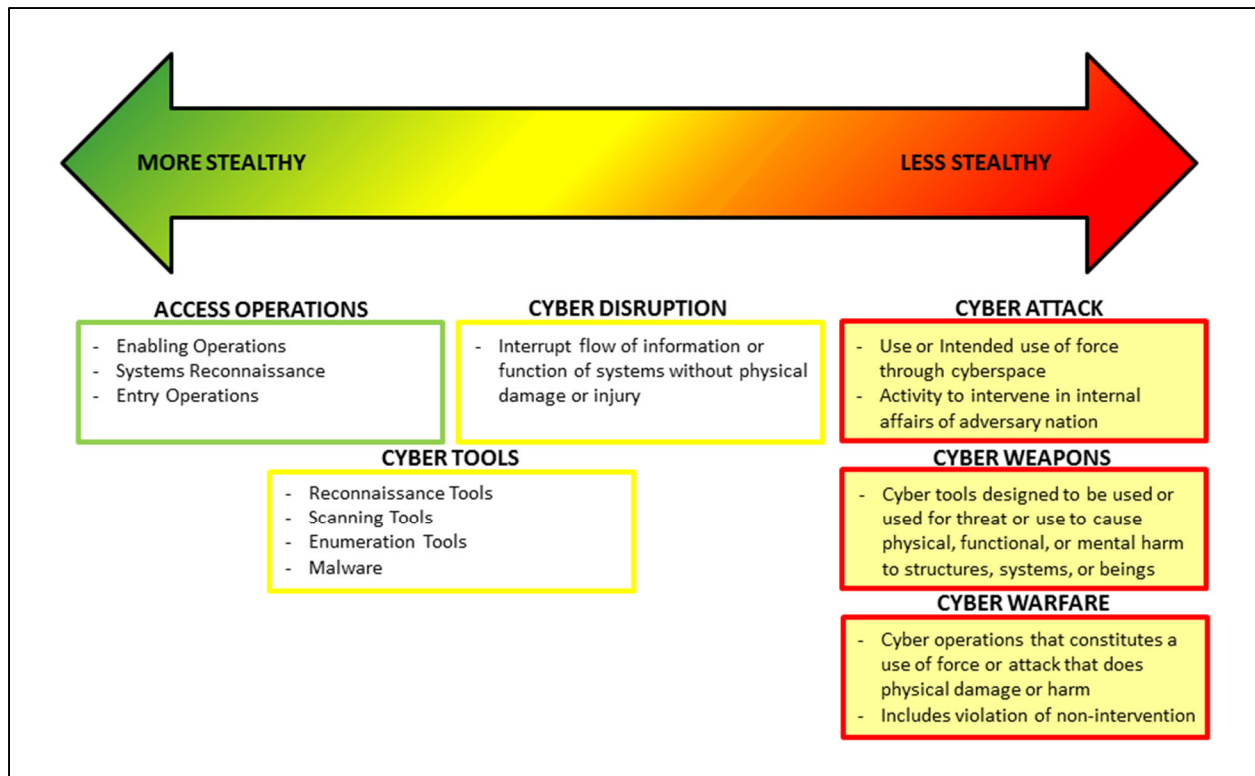 MORE STEALTHY
LESS STEALTHY
ACCESS OPERATIONS
- Enabling Operations
- Systems Reconnaissance
- Entry Operations
CYBER DISRUPTION
- Interrupt flow of information or
function of systems without physical
damage or injury
CYBER ATTACK
- Use or Intended use of force
through cyberspace
- Activity to intervene in internal
affairs of adversary nation
CYBER TOOLS
- Reconnaissance Tools
- Scanning Tools
- Enumeration Tools
- Malware
CYBER WEAPONS
- Cyber tools designed to be used or
used for threat or use to cause
physical, functional, or mental harm
to structures, systems, or beings
CYBER WARFARE
- Cyber operations that constitutes a
use of force or attack that does
physical damage or harm
- Includes violation of non-intervention